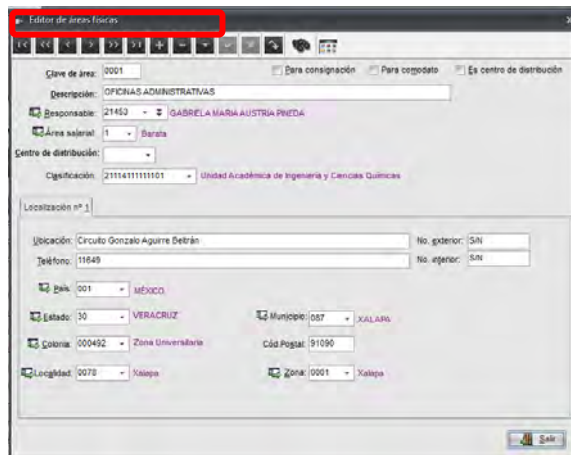 Editor de áreas físicas
Clave de área: 0001 Para consignación Para comodato Es centro de distribución
Descripción: OFICINAS ADMINISTRATIVAS
Responsable: 21453 GABRIELA MARIA AUSTRIA PINEDA
Área salarial: 1 Barata
Centro de distribución:
Clasificación: 21114111111101 Unidad Académica de Ingeniería y Ciencias Químicas
Localización nº 1
Ubicación: Circuito Gonzalo Aguirre Beltrán No. exterior: S/N
Teléfono: 11649 No. interior: S/N
País: 001 MÉXICO
Estado: 30 VERACRUZ Municipio: 087 XALAPA
Colonia: 000492 Zona Universitaria Cód.Postal: 91090
Localidad: 0078 Xalapa Zona: 0001 Xalapa
Salir